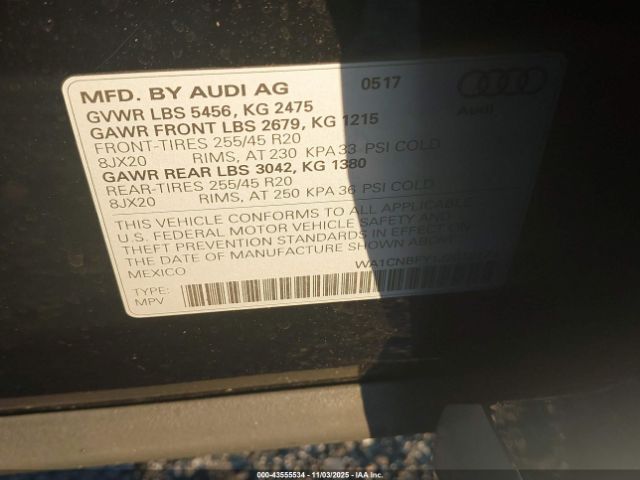 MFD. BY AUDI AG 0517
GVWR LBS 5456, KG 2475
GAWR FRONT LBS 2679, KG 1215
FRONT-TIRES 255/45 R20
8JX20 RIMS, AT 230 KPA 33 PSI COLD
GAWR REAR LBS 3042, KG 1380
REAR-TIRES 255/45 R20
8JX20 RIMS, AT 250 KPA 36 PSI COLD
Audi
THIS VEHICLE CONFORMS TO ALL APPLICABLE
U.S. FEDERAL MOTOR VEHICLE SAFETY AND
THEFT PREVENTION STANDARDS IN EFFECT ON
THE DATE OF MANUFACTURE SHOWN ABOVE
MEXICO
TYPE:
MPV
000-43555534 11/03/2025 iaai.com